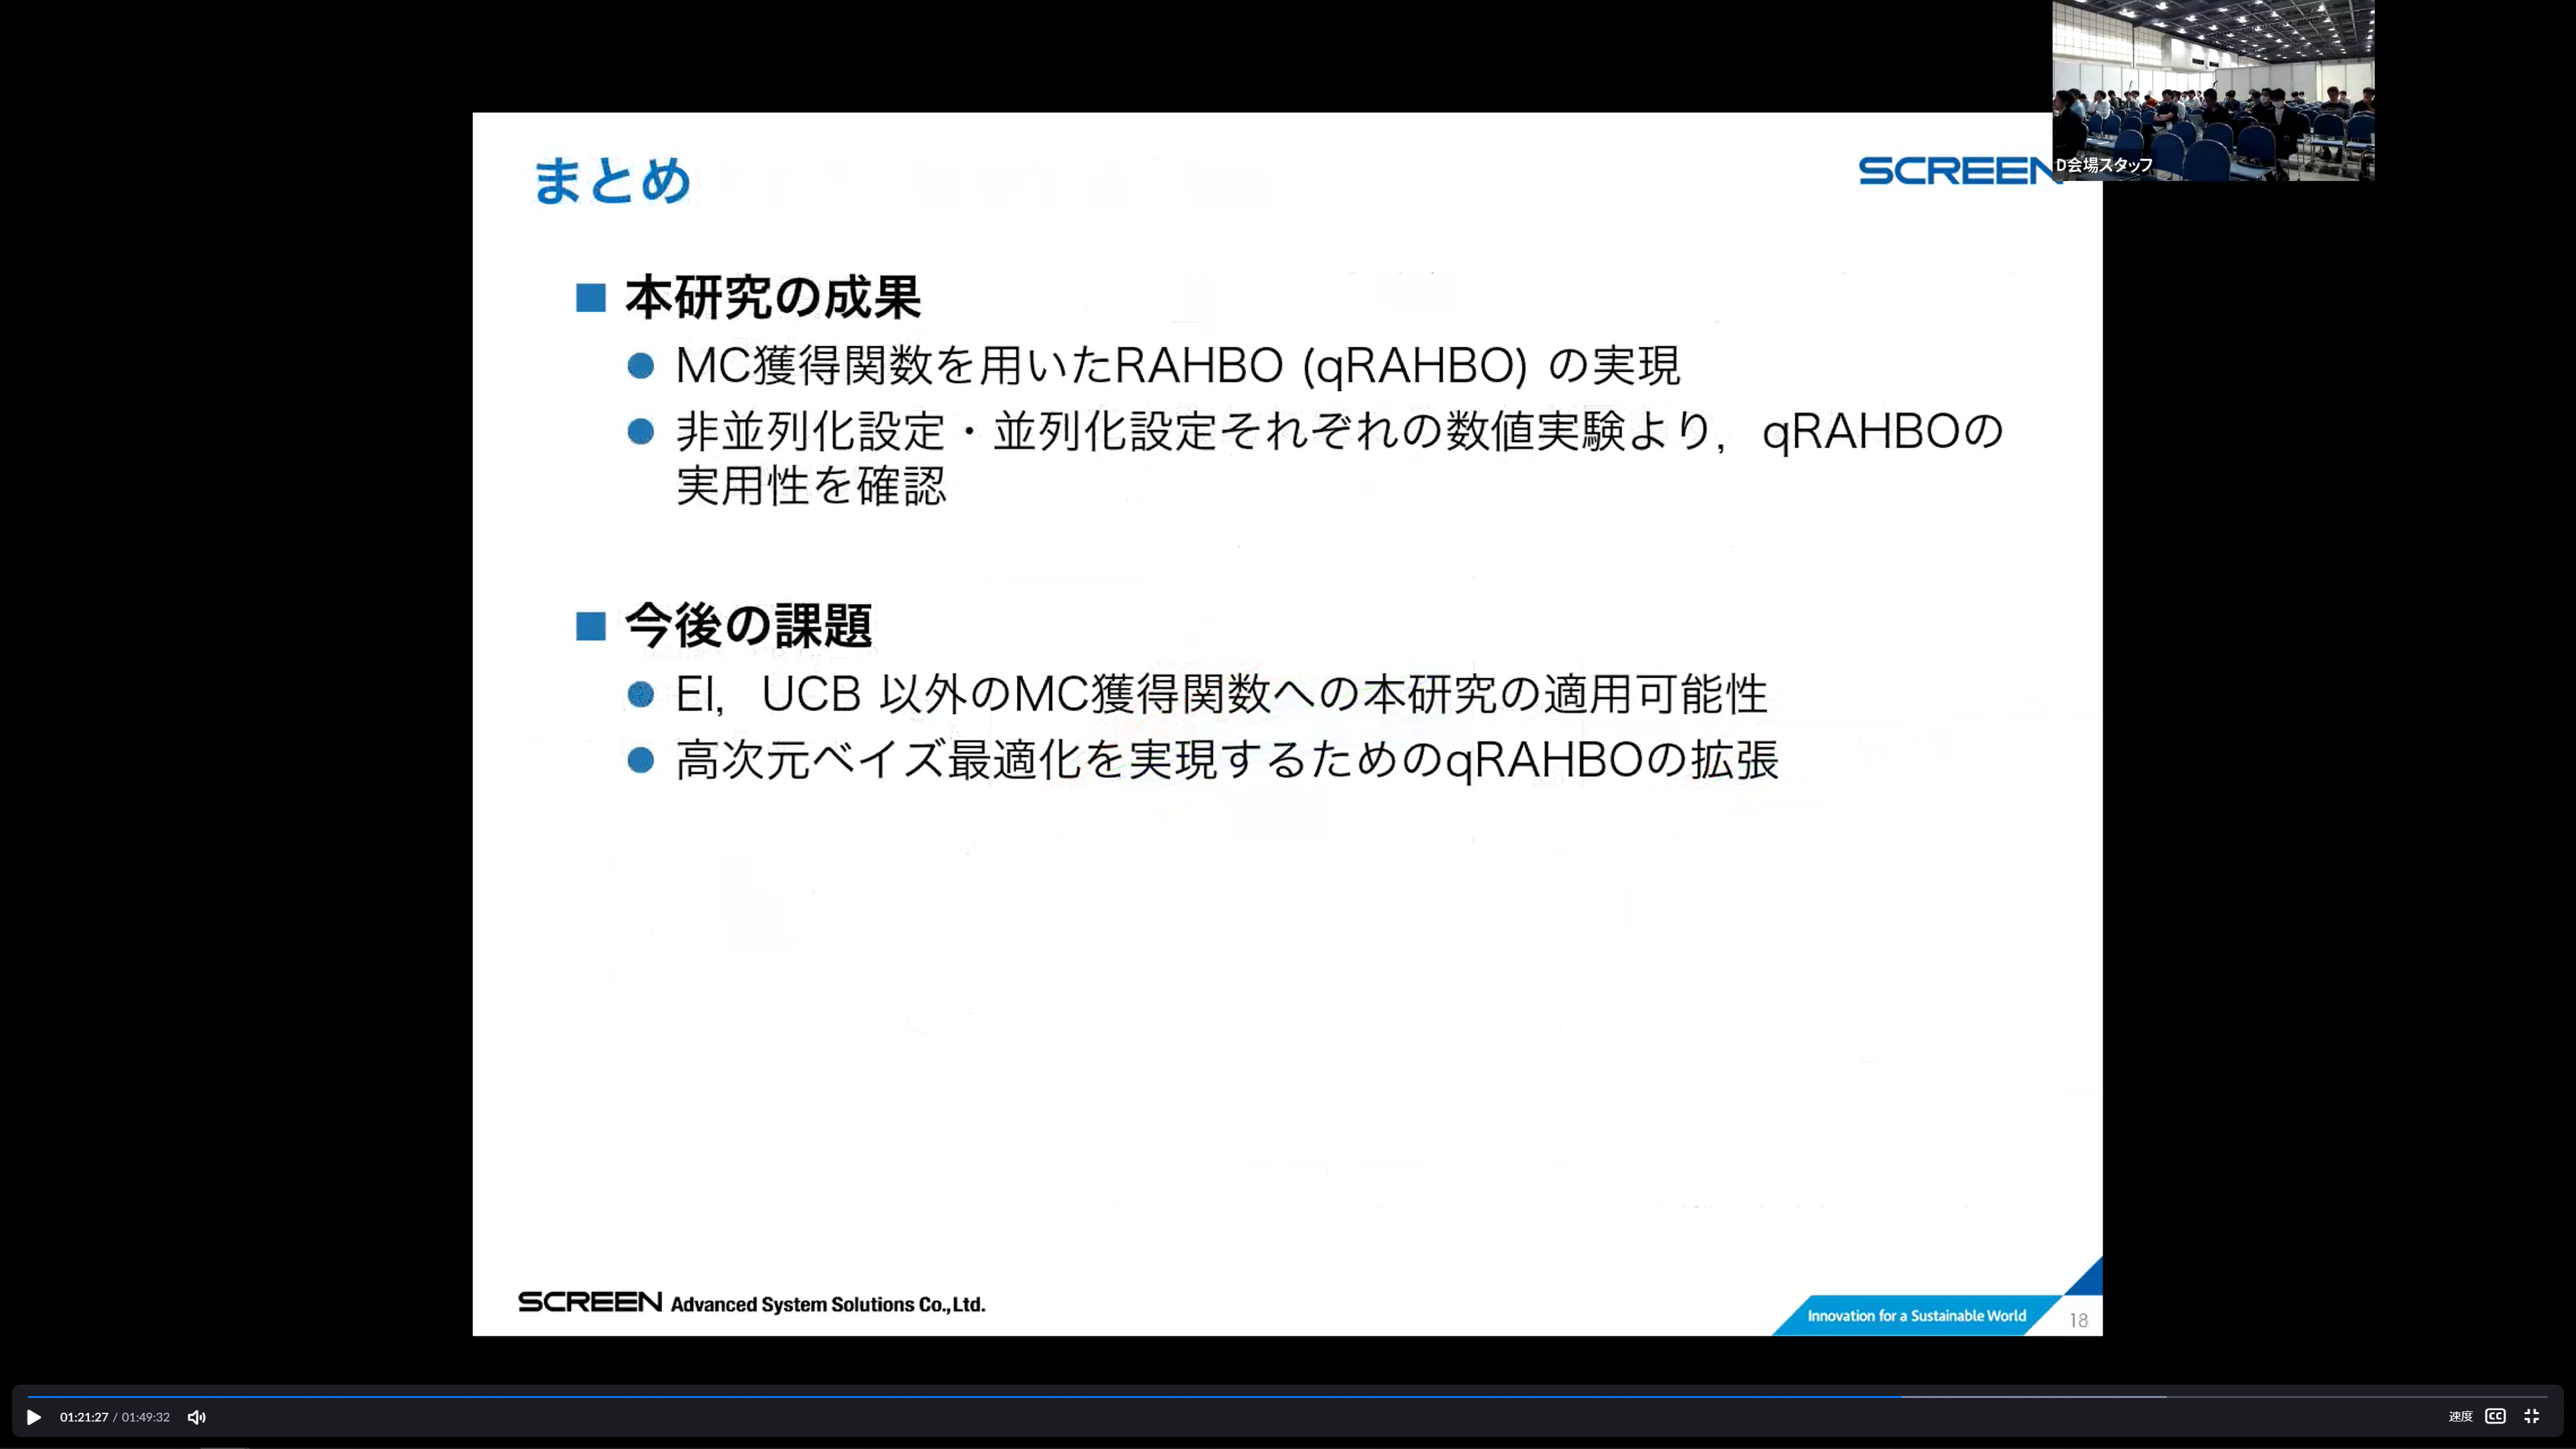 まとめ
SCREEN
D会場スタッフ
■ 本研究の成果
● MC獲得関数を用いたRAHBO (qRAHBO) の実現
● 非並列化設定・並列化設定それぞれの数値実験より，qRAHBOの
実用性を確認
■ 今後の課題
● EI，UCB 以外のMC獲得関数への本研究の適用可能性
● 高次元ベイズ最適化を実現するためのqRAHBOの拡張
SCREEN Advanced System Solutions Co., Ltd.
Innovation for a Sustainable World
18
01:21:27 / 01:49:32
速度
CC